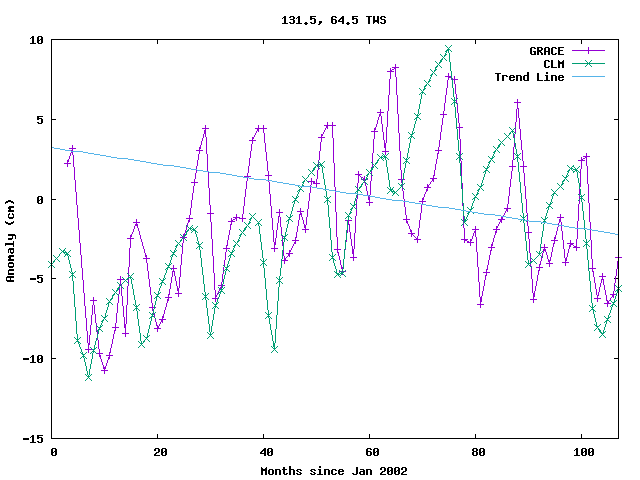 131.5, 64.5 TWS
GRACE
CLM
Trend Line
10
5
0
-5
-10
-15
Anomaly (cm)
0 20 40 60 80 100
Months since Jan 2002